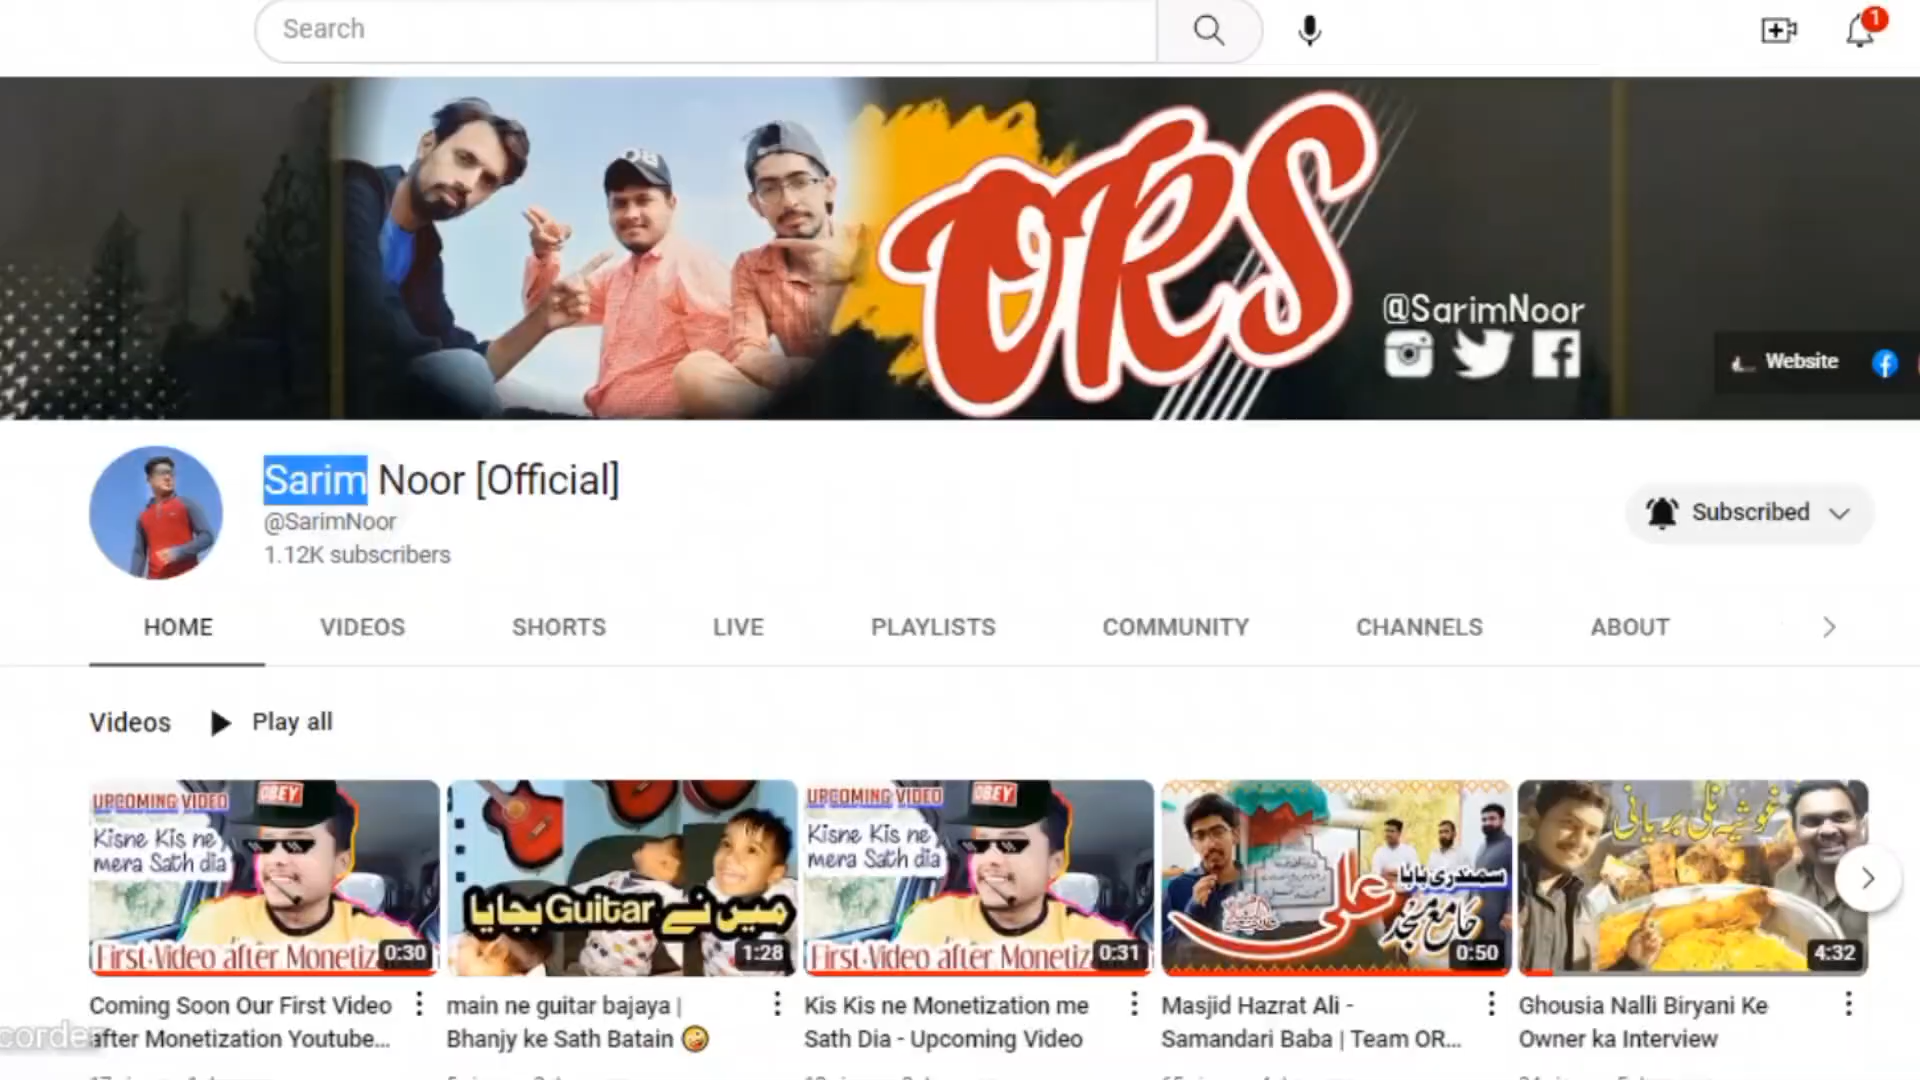 Search
1
ORS
@SarimNoor
Website
Sarim Noor [Official]
@SarimNoor
1.12K subscribers
Subscribed
HOME VIDEOS SHORTS LIVE PLAYLISTS COMMUNITY CHANNELS ABOUT
Videos Play all
UPCOMING VIDEO
OBEY
Kisne Kis ne
mera Sath dia
First Video after Monetiz
0:30
میں نے Guitar بجایا
1:28
UPCOMING VIDEO
OBEY
Kisne Kis ne
mera Sath dia
First Video after Monetiz
0:31
سمندری بابا
علی
جامع مسجد
0:50
غوشیہ نلی بریانی
4:32
Coming Soon Our First Video
after Monetization Youtube...
main ne guitar bajaya |
Bhanjy ke Sath Batain 🤪
Kis Kis ne Monetization me
Sath Dia - Upcoming Video
Masjid Hazrat Ali -
Samandari Baba | Team OR...
Ghousia Nalli Biryani Ke
Owner ka Interview
corder